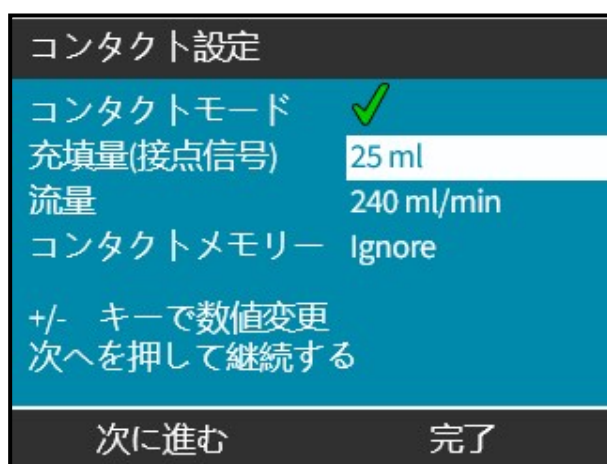 コンタクト設定
コンタクトモード
充填量(接点信号) 25 ml
流量 240 ml/min
コンタクトメモリー Ignore
+/- キーで数値変更
次へを押して継続する
次に進む 完了